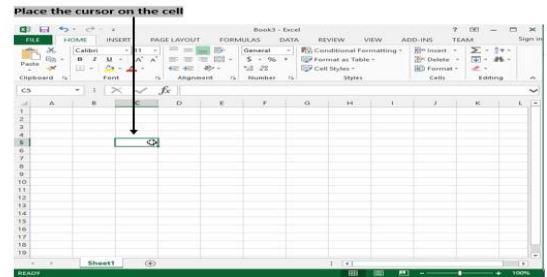 Place the cursor on the cell
Book3 - Excel
FILE HOME INSERT PAGE LAYOUT FORMULAS DATA REVIEW VIEW ADD-INS TEAM Sign in
Calibri 11 General Conditional Formatting Insert
Paste B I U A A $ % Format as Table Delete
Cell Styles Format
Clipboard Font Alignment Number Styles Cells Editing
C5 fx
A B C D E F G H I J K L
1
2
3
4
5
6
7
8
9
10
11
12
13
14
15
16
17
18
19
Sheet1
READY 100%